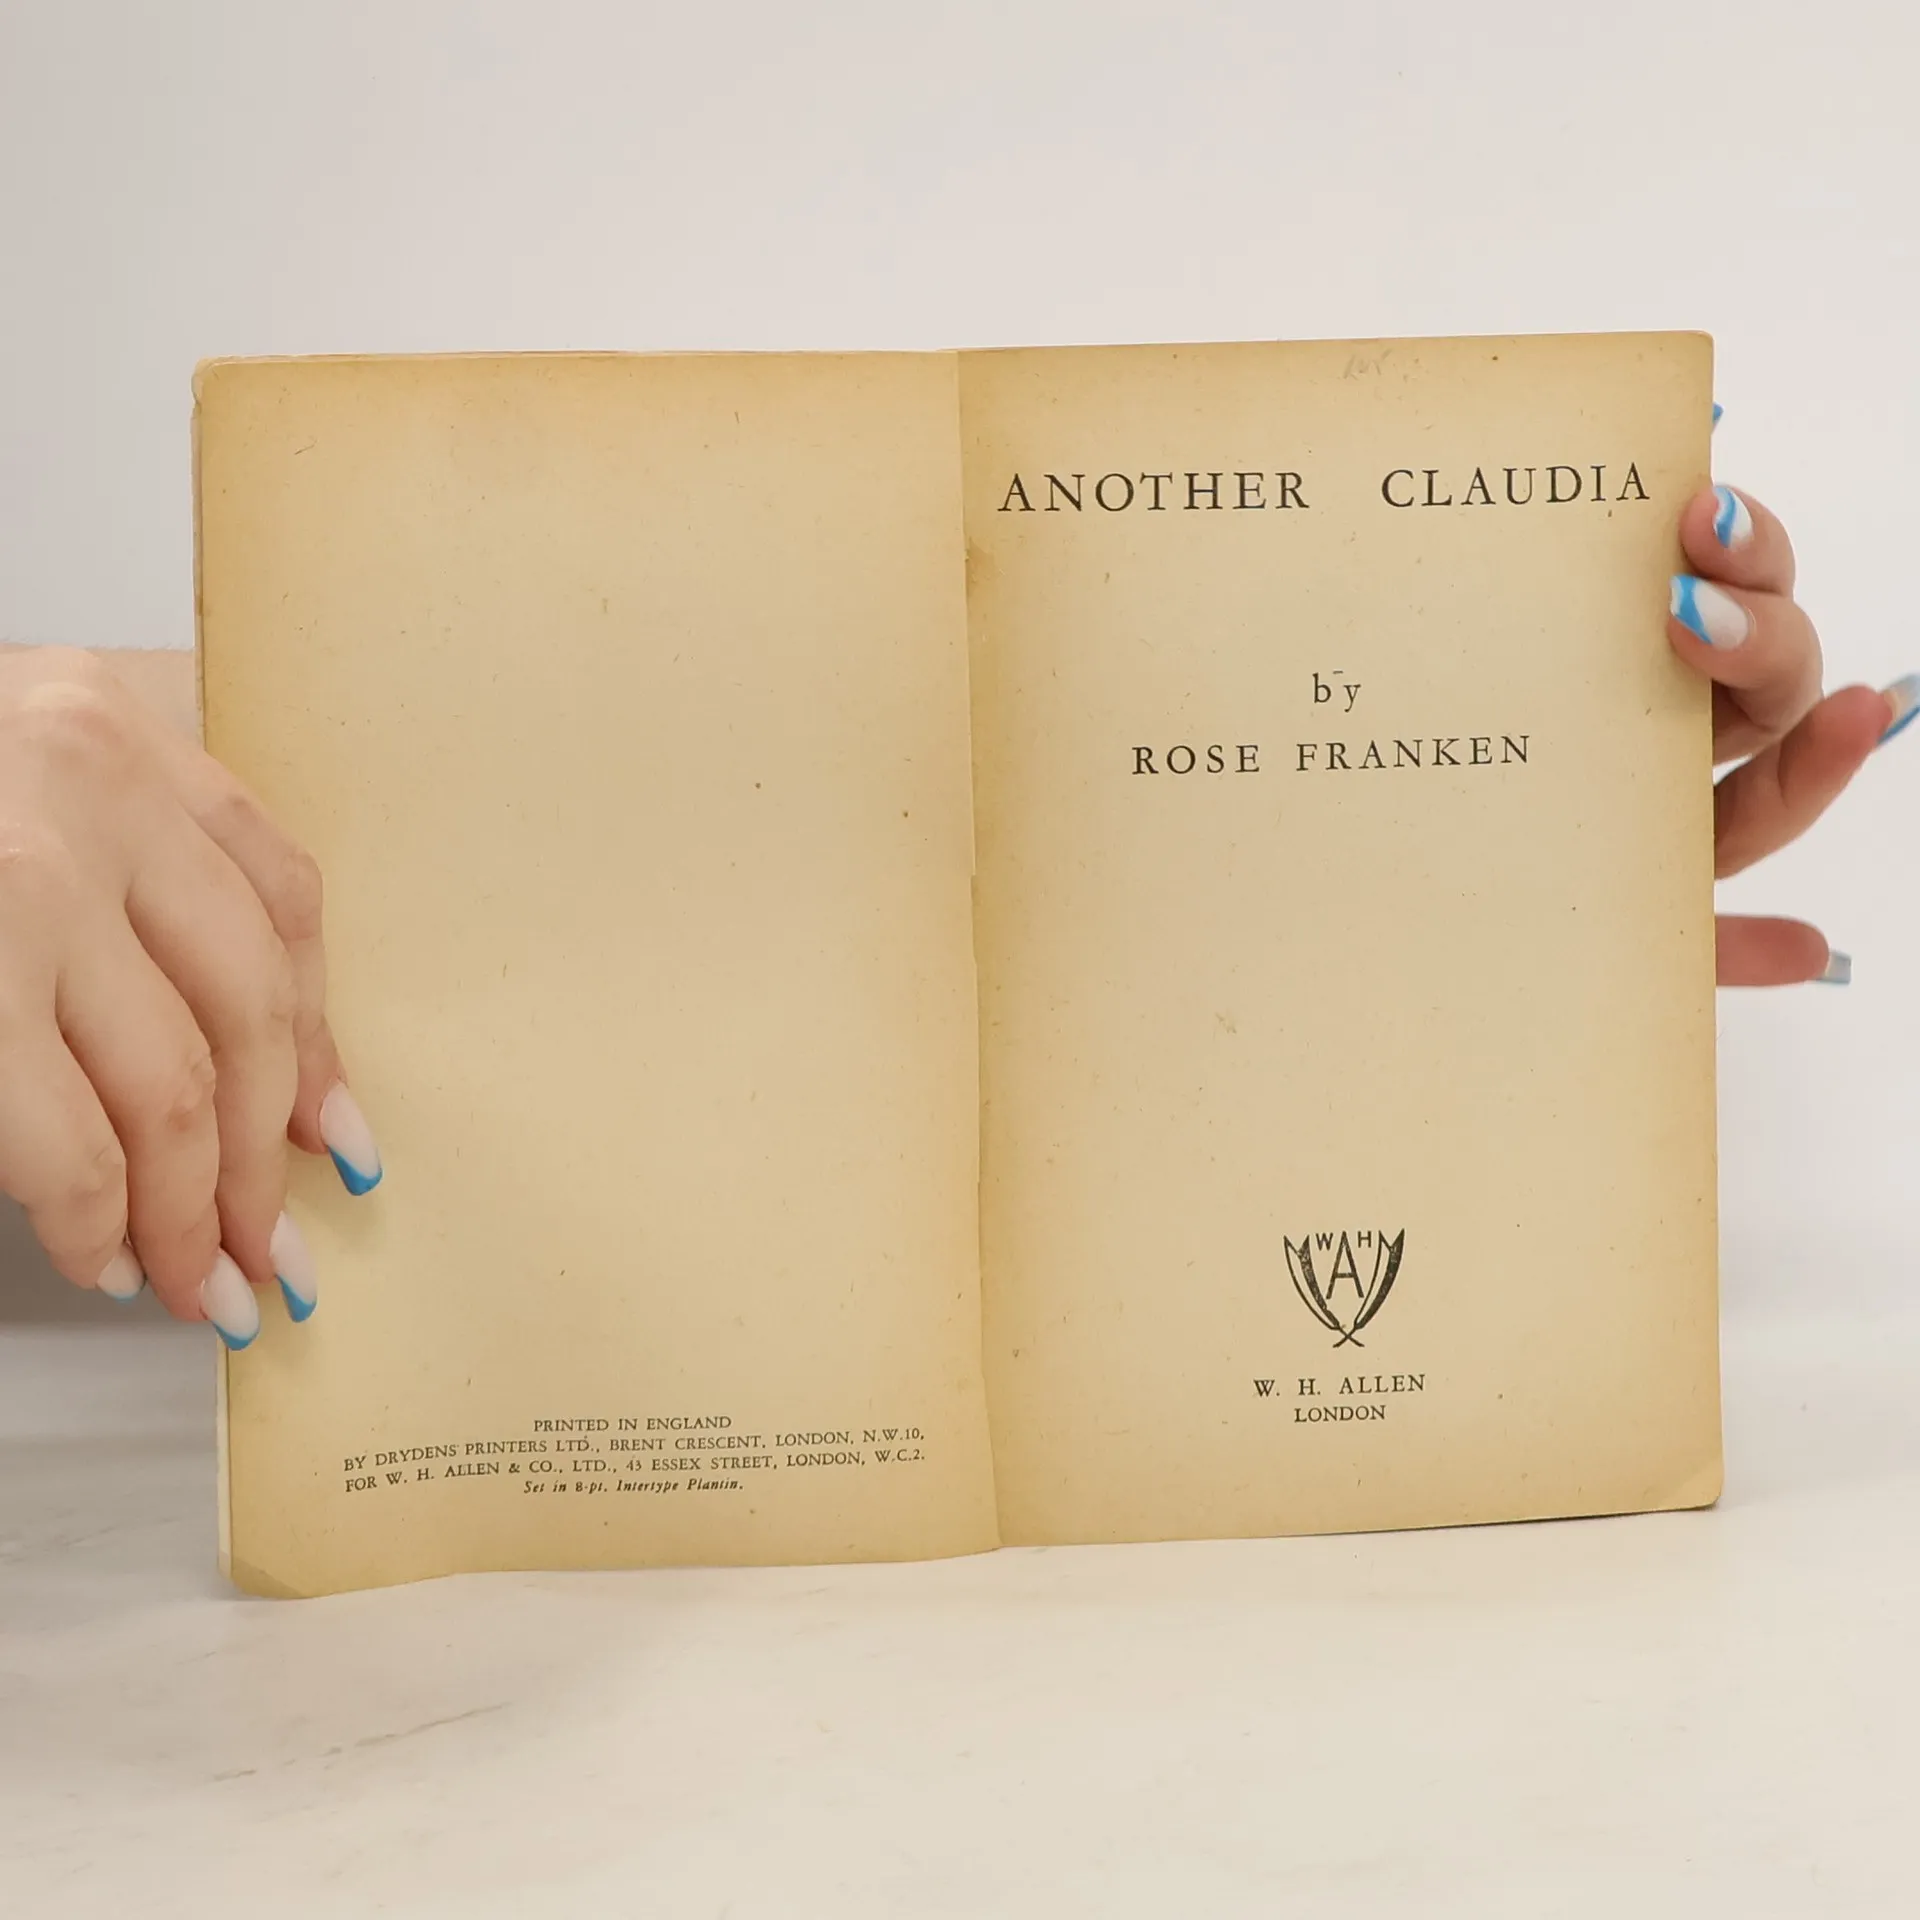 PRINTED IN ENGLAND
BY DRYDENS PRINTERS LTD., BRENT CRESCENT, LONDON, N.W.10,
FOR W. H. ALLEN & CO., LTD., 43 ESSEX STREET, LONDON, W.C.2.
Set in 8-pt. Intertype Plantin.
ANOTHER CLAUDIA
by
ROSE FRANKEN
W A H
W. H. ALLEN
LONDON